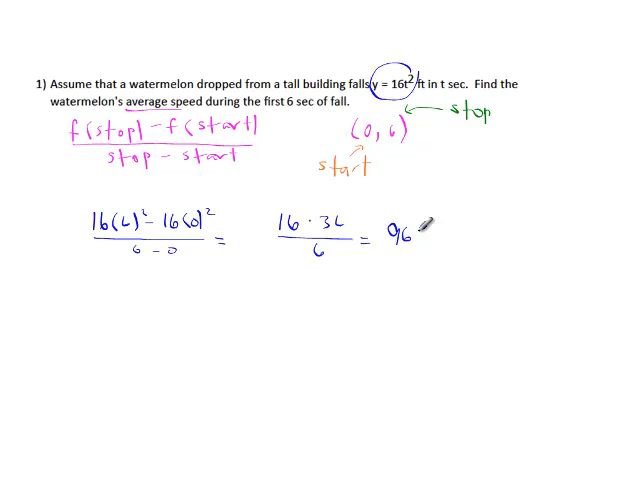 1) Assume that a watermelon dropped from a tall building falls y = 16t² ft in t sec. Find the
watermelon's average speed during the first 6 sec of fall.
stop
f(stop) - f(start)
stop - start
(0, 6)
start
16(6)² - 16(0)²
6 - 0
=
16 · 36
6
= 96